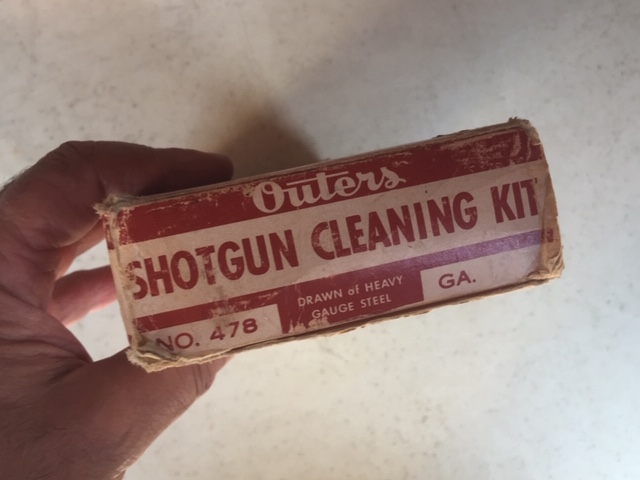 Outers
SHOTGUN CLEANING KIT
DRAWN of HEAVY
GAUGE STEEL
NO. 478
GA.